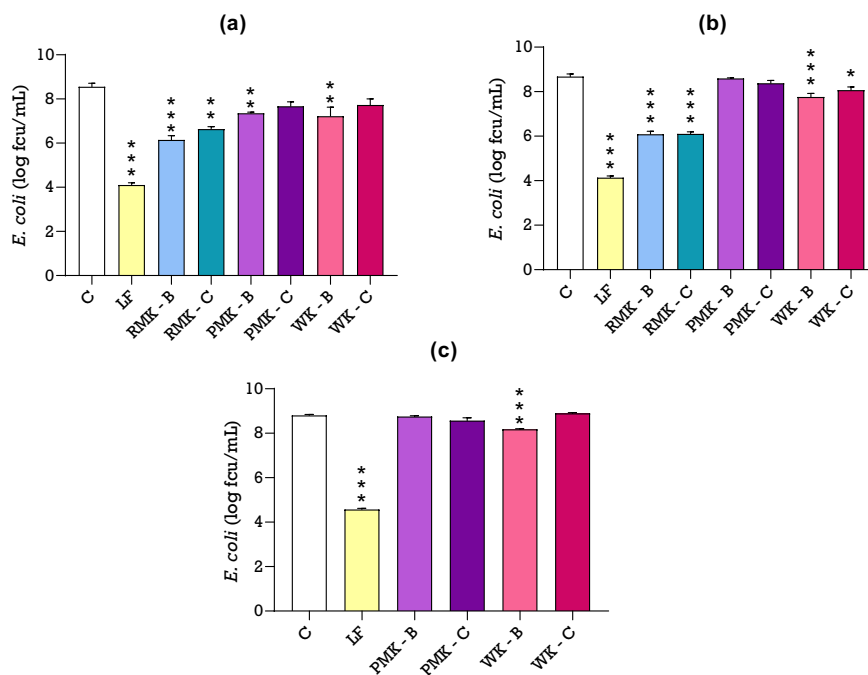 (a)
10
8
6
4
2
0
E. coli (log fcu/mL)
***
***
**
**
**
C
LF
RMK - B
RMK - C
PMK - B
PMK - C
WK - B
WK - C
(b)
10
8
6
4
2
0
E. coli (log fcu/mL)
***
***
***
***
*
C
LF
RMK - B
RMK - C
PMK - B
PMK - C
WK - B
WK - C
(c)
10
8
6
4
2
0
E. coli (log fcu/mL)
***
***
C
LF
PMK - B
PMK - C
WK - B
WK - C